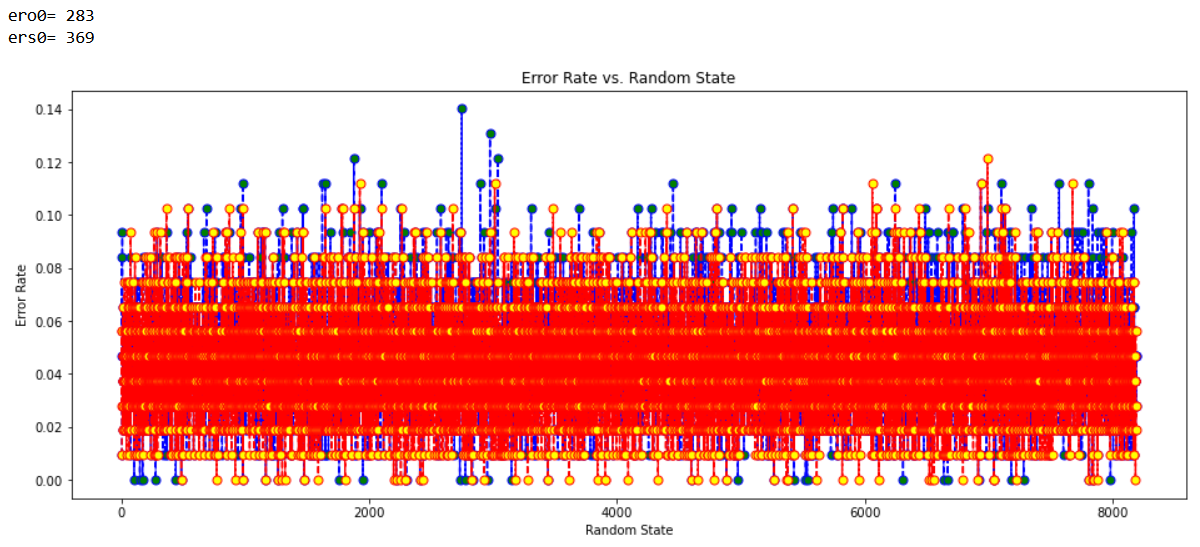 ero0= 283
ers0= 369
Error Rate vs. Random State
0.14
0.12
0.10
0.08
0.06
0.04
0.02
0.00
Error Rate
0 2000 4000 6000 8000
Random State